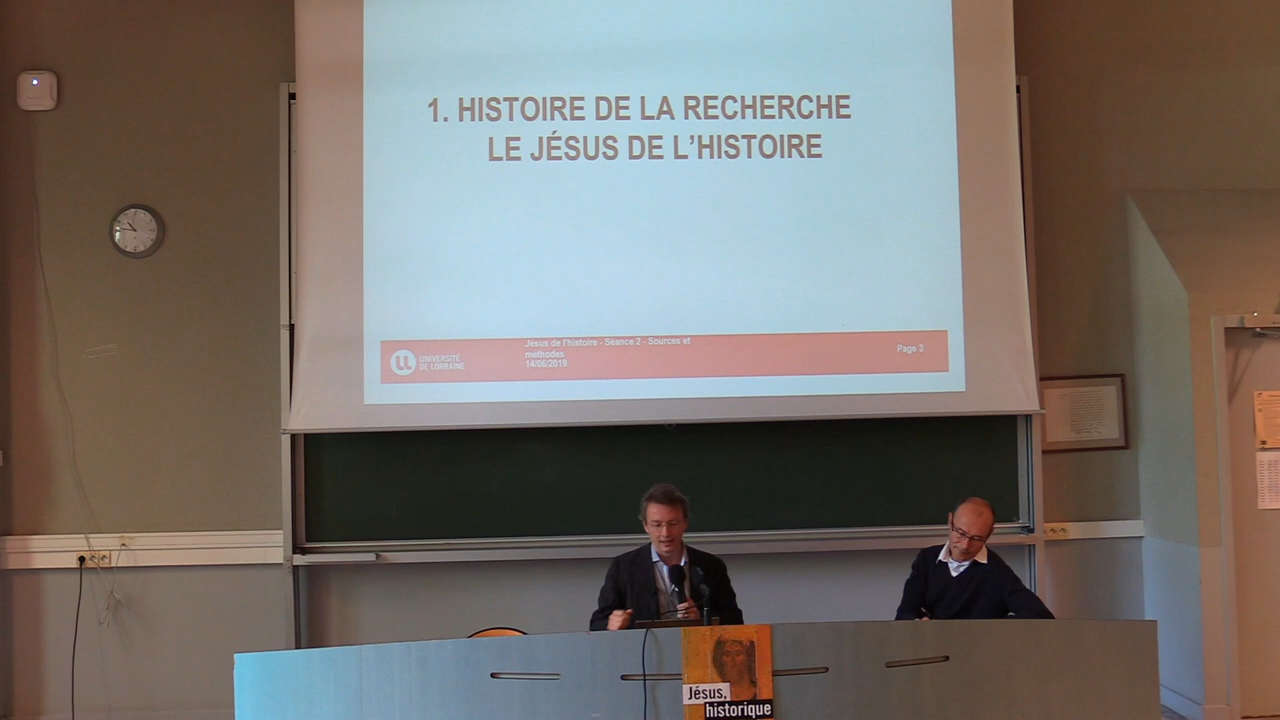 1. HISTOIRE DE LA RECHERCHE
LE JÉSUS DE L'HISTOIRE
UNIVERSITÉ
DE LORRAINE
Jésus de l'histoire - Séance 2 - Sources et
méthodes
14/06/2019
Page 3
Jésus,
historique